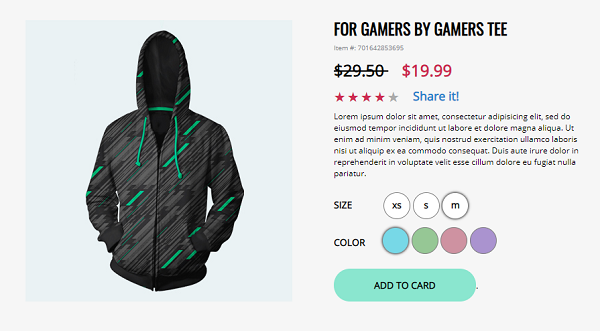 FOR GAMERS BY GAMERS TEE
Item #: 701642853695
$29.50 $19.99
Share it!
Lorem ipsum dolor sit amet, consectetur adipisicing elit, sed do
eiusmod tempor incididunt ut labore et dolore magna aliqua. Ut
enim ad minim veniam, quis nostrud exercitation ullamco laboris
nisi ut aliquip ex ea commodo consequat. Duis aute irure dolor in
reprehenderit in voluptate velit esse cillum dolore eu fugiat nulla
pariatur.
SIZE xs s m
COLOR
ADD TO CARD.